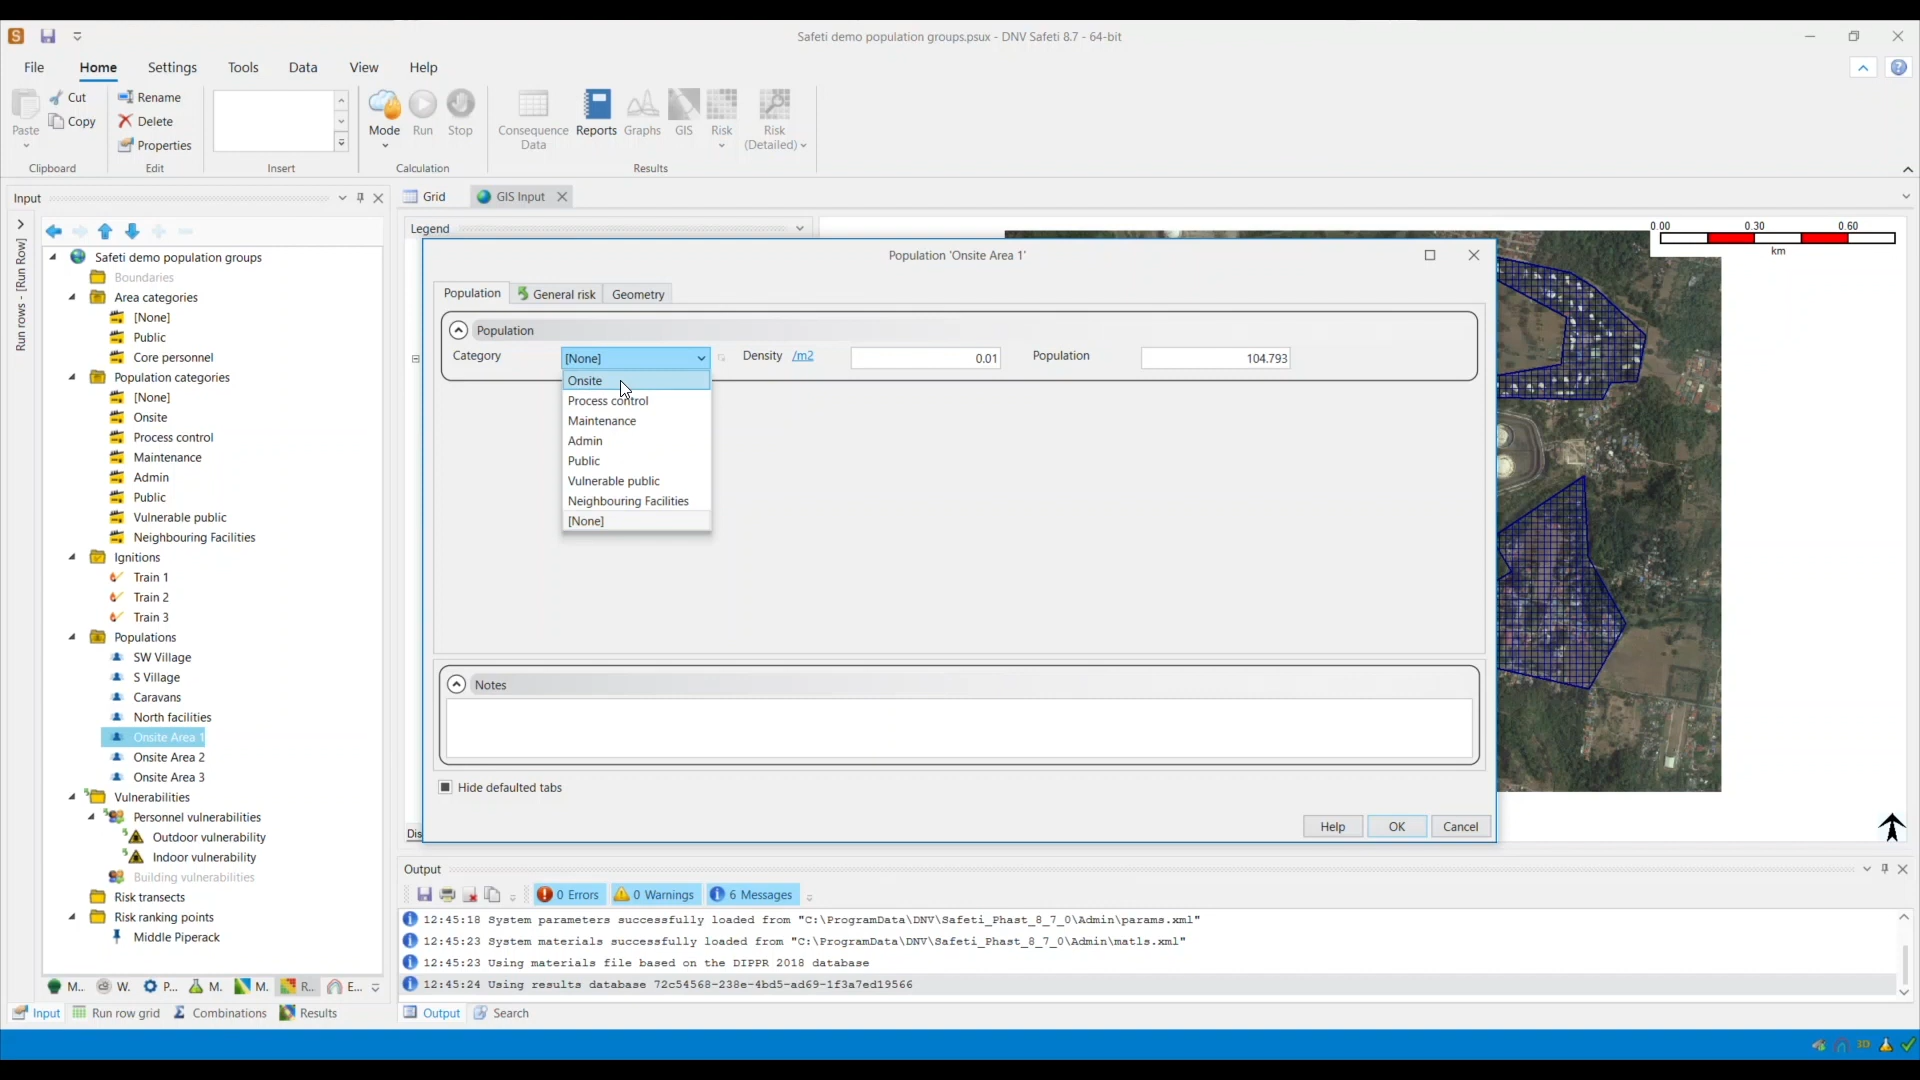 Safeti demo population groups.psux - DNV Safeti 8.7 - 64-bit
File Home Settings Tools Data View Help
Paste
Cut
Copy
Clipboard
Rename
Delete
Properties
Edit
Insert
Mode Run Stop
Calculation
Consequence Data
Reports Graphs GIS Risk
Risk (Detailed)
Results
Input
Run rows - [Run Row]
Safeti demo population groups
Boundaries
Area categories
[None]
Public
Core personnel
Population categories
[None]
Onsite
Process control
Maintenance
Admin
Public
Vulnerable public
Neighbouring Facilities
Ignitions
Train 1
Train 2
Train 3
Populations
SW Village
S Village
Caravans
North facilities
Onsite Area 1
Onsite Area 2
Onsite Area 3
Vulnerabilities
Personnel vulnerabilities
Outdoor vulnerability
Indoor vulnerability
Building vulnerabilities
Risk transects
Risk ranking points
Middle Piperack
M.. W. P... M. M. R.. E...
Input Run row grid Combinations Results
Grid GIS Input
Legend
0.00 0.30 0.60
km
Population 'Onsite Area 1'
Population General risk Geometry
Population
Category [None] Density /m2 0.01 Population 104.793
Onsite
Process control
Maintenance
Admin
Public
Vulnerable public
Neighbouring Facilities
[None]
Notes
Hide defaulted tabs
Help OK Cancel
Dis
Output
0 Errors 0 Warnings 6 Messages
12:45:18 System parameters successfully loaded from "C:\ProgramData\DNV\Safeti_Phast_8_7_0\Admin\params.xml"
12:45:23 System materials successfully loaded from "C:\ProgramData\DNV\Safeti_Phast_8_7_0\Admin\matls.xml"
12:45:23 Using materials file based on the DIPPR 2018 database
12:45:24 Using results database 72c54568-238e-4bd5-ad69-1f3a7ed19566
Output Search
3D